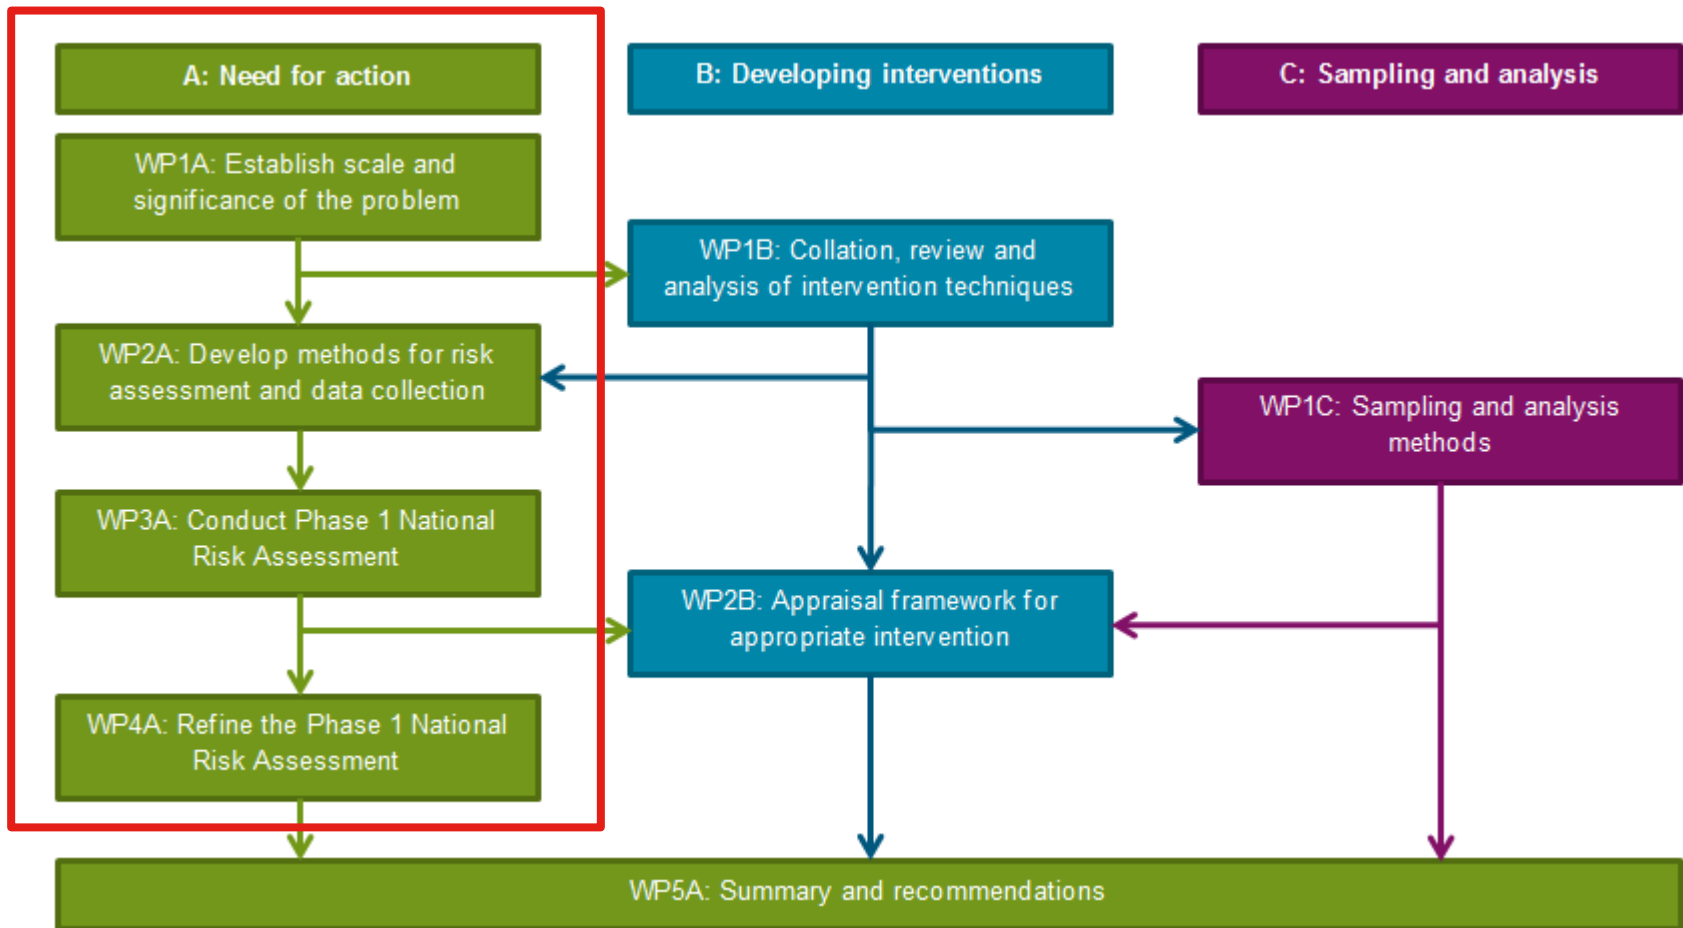 A: Need for action
B: Developing interventions
C: Sampling and analysis
WP1A: Establish scale and
significance of the problem
WP1B: Collation, review and
analysis of intervention techniques
WP2A: Develop methods for risk
assessment and data collection
WP1C: Sampling and analysis
methods
WP3A: Conduct Phase 1 National
Risk Assessment
WP2B: Appraisal framework for
appropriate intervention
WP4A: Refine the Phase 1 National
Risk Assessment
WP5A: Summary and recommendations